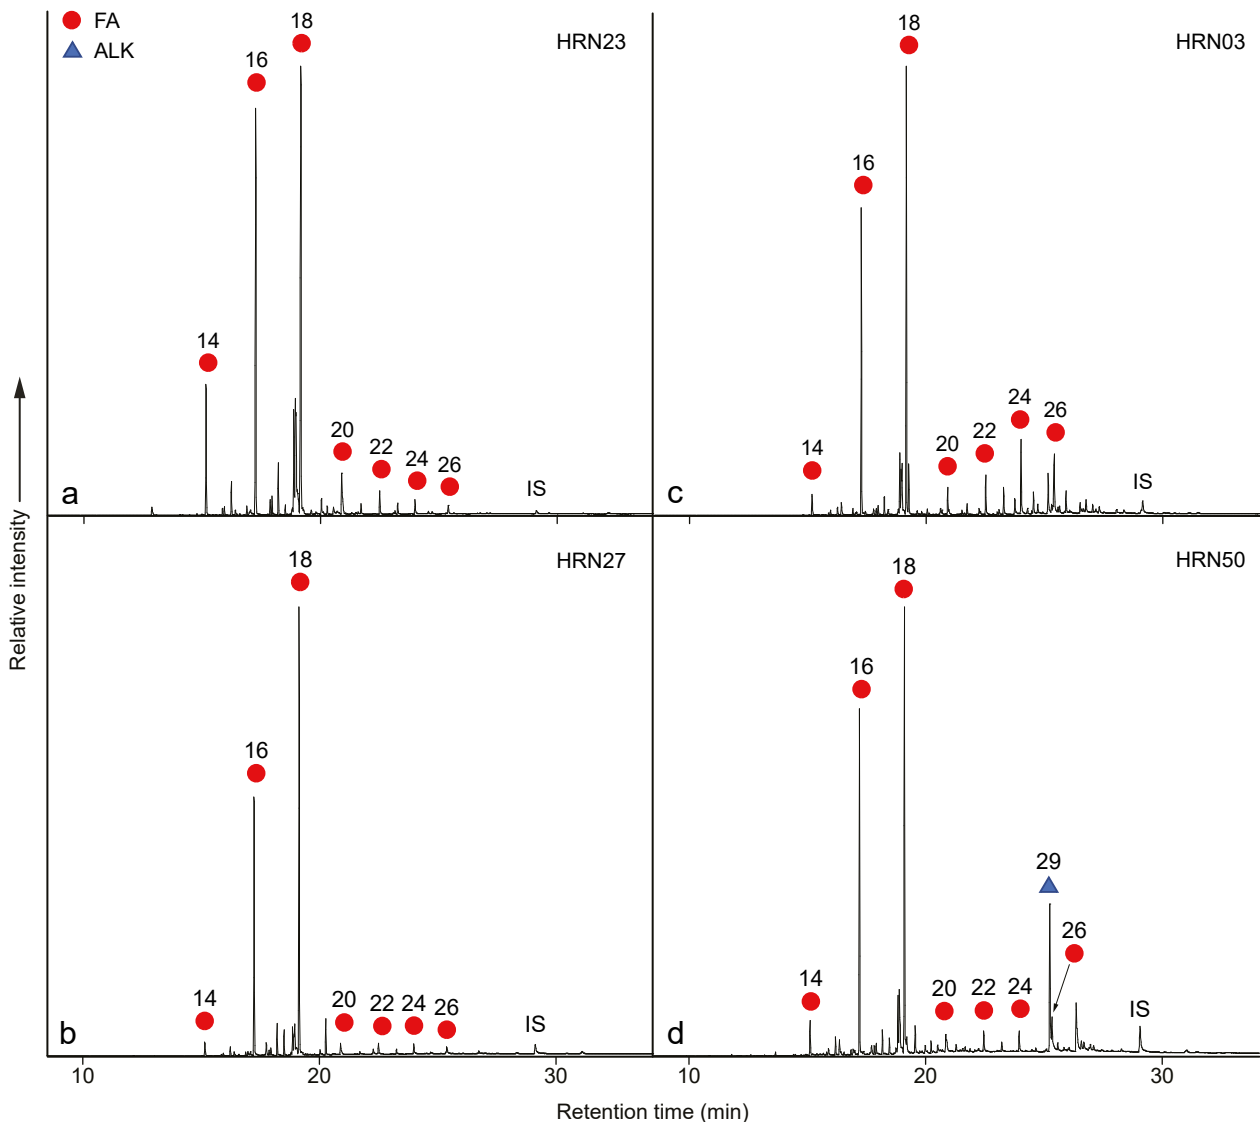 FA
ALK
HRN23
14
16
18
20
22
24
26
IS
a
HRN03
14
16
18
20
22
24
26
IS
c
HRN27
14
16
18
20
22
24
26
IS
b
HRN50
14
16
18
20
22
24
29
26
IS
d
10
20
30
10
20
30
Relative intensity
Retention time (min)